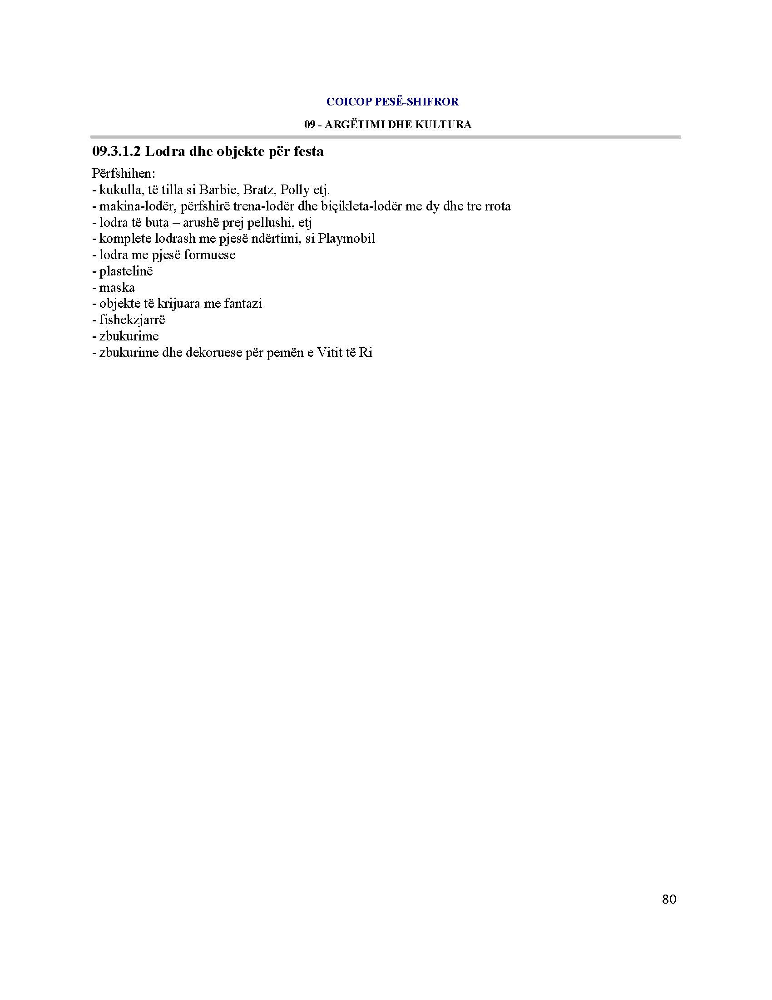 COICOP PESË-SHIFROR
09 - ARGËTIMI DHE KULTURA
09.3.1.2 Lodra dhe objekte për festa
Përfshihen:
- kukulla, të tilla si Barbie, Bratz, Polly etj.
- makina-lodër, përfshirë trena-lodër dhe biçikleta-lodër me dy dhe tre rrota
- lodra të buta – arushë prej pellushi, etj
- komplete lodrash me pjesë ndërtimi, si Playmobil
- lodra me pjesë formuese
- plastelinë
- maska
- objekte të krijuara me fantazi
- fishekzjarrë
- zbukurime
- zbukurime dhe dekoruese për pemën e Vitit të Ri
80